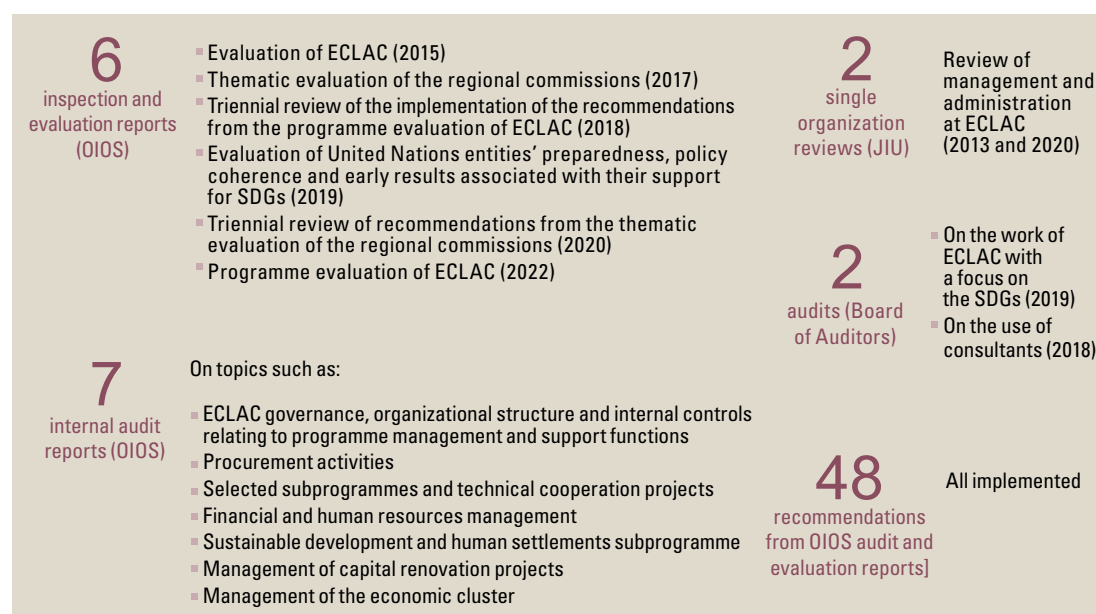 6
inspection and
evaluation reports
(OIOS)
Evaluation of ECLAC (2015)
Thematic evaluation of the regional commissions (2017)
Triennial review of the implementation of the recommendations
from the programme evaluation of ECLAC (2018)
Evaluation of United Nations entities’ preparedness, policy
coherence and early results associated with their support
for SDGs (2019)
Triennial review of recommendations from the thematic
evaluation of the regional commissions (2020)
Programme evaluation of ECLAC (2022)
7
internal audit
reports (OIOS)
On topics such as:
ECLAC governance, organizational structure and internal controls
relating to programme management and support functions
Procurement activities
Selected subprogrammes and technical cooperation projects
Financial and human resources management
Sustainable development and human settlements subprogramme
Management of capital renovation projects
Management of the economic cluster
2
single
organization
reviews (JIU)
Review of
management and
administration
at ECLAC
(2013 and 2020)
2
audits (Board
of Auditors)
On the work of
ECLAC with
a focus on
the SDGs (2019)
On the use of
consultants (2018)
48
recommendations
from OIOS audit and
evaluation reports]
All implemented